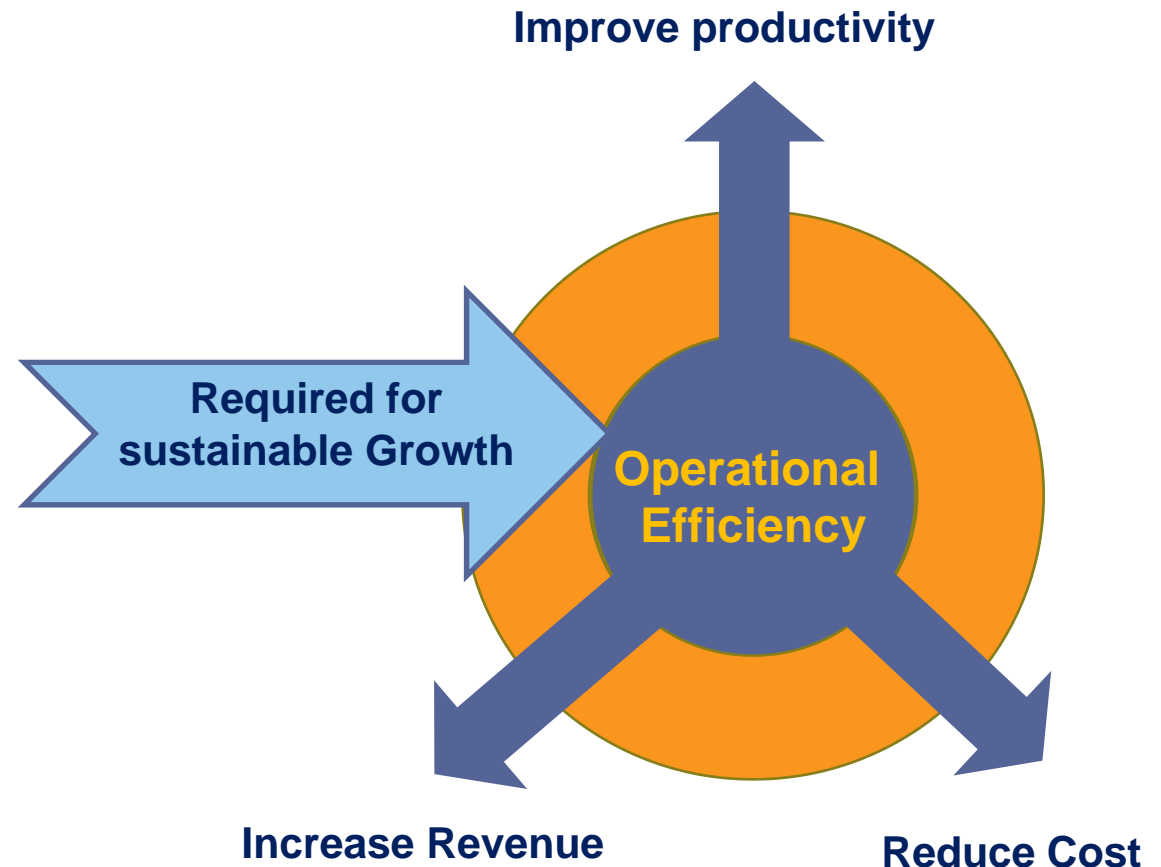 Improve productivity
Required for
sustainable Growth
Operational
Efficiency
Increase Revenue
Reduce Cost